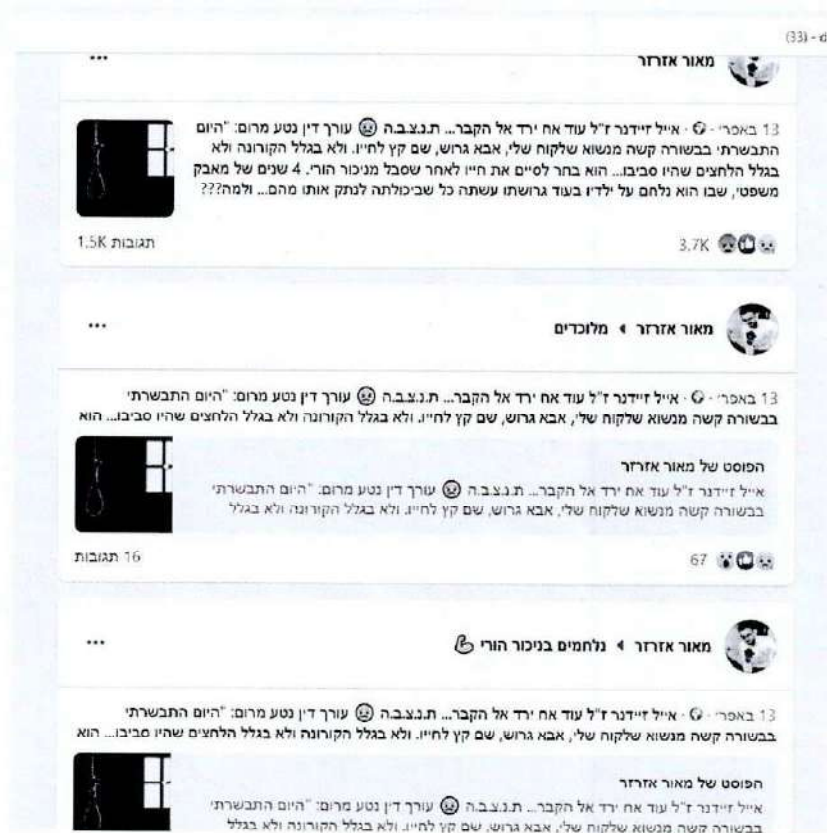 (33) -
מאור אזרזר
13 באפר׳ · אייל זיידנר ז"ל עוד אח ירד אל הקבר... ת.נ.צ.ב.ה עורך דין נטע מרום: "היום
התבשרתי בבשורה קשה מנשוא שלקוח שלי, אבא גרוש, שם קץ לחייו. ולא בגלל הקורונה ולא
בגלל הלחצים שהיו סביבו... הוא בחר לסיים את חייו לאחר שסבל מניכור הורי. 4 שנים של מאבק
משפטי, שבו הוא נלחם על ילדיו בעוד גרושתו עשתה כל שביכולתה לנתק אותו מהם... ולמה???
3.7K
1.5K תגובות
מאור אזרזר ◂ מלוכדים
13 באפר׳ · אייל זיידנר ז"ל עוד אח ירד אל הקבר... ת.נ.צ.ב.ה עורך דין נטע מרום: "היום התבשרתי
בבשורה קשה מנשוא שלקוח שלי, אבא גרוש, שם קץ לחייו. ולא בגלל הקורונה ולא בגלל הלחצים שהיו סביבו... הוא
הפוסט של מאור אזרזר
אייל זיידנר ז"ל עוד אח ירד אל הקבר... ת.נ.צ.ב.ה עורך דין נטע מרום: "היום התבשרתי
בבשורה קשה מנשוא שלקוח שלי, אבא גרוש, שם קץ לחייו. ולא בגלל הקורונה ולא בגלל
67
16 תגובות
מאור אזרזר ◂ נלחמים בניכור הורי
13 באפר׳ · אייל זיידנר ז"ל עוד אח ירד אל הקבר... ת.נ.צ.ב.ה עורך דין נטע מרום: "היום התבשרתי
בבשורה קשה מנשוא שלקוח שלי, אבא גרוש, שם קץ לחייו. ולא בגלל הקורונה ולא בגלל הלחצים שהיו סביבו... הוא
הפוסט של מאור אזרזר
אייל זיידנר ז"ל עוד אח ירד אל הקבר... ת.נ.צ.ב.ה עורך דין נטע מרום: "היום התבשרתי
בבשורה קשה מנשוא שלקוח שלי, אבא גרוש, שם קץ לחייו. ולא בגלל הקורונה ולא בגלל